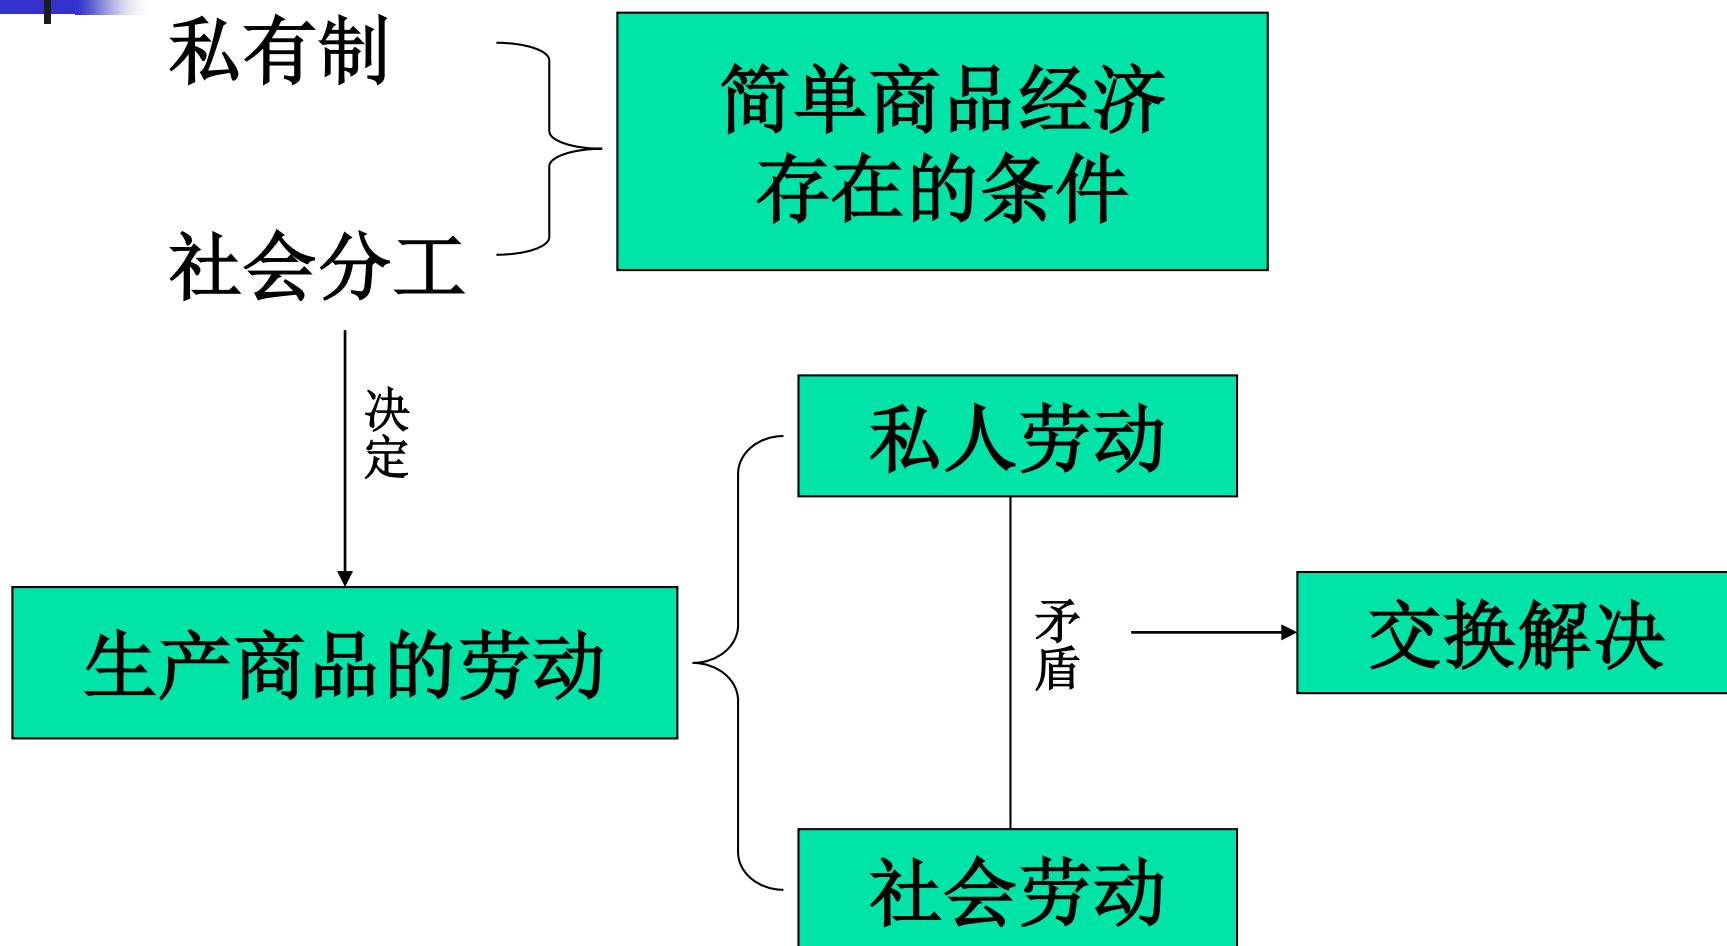 私有制
简单商品经济
存在的条件
社会分工
决定
私人劳动
生产商品的劳动
矛盾
交换解决
社会劳动